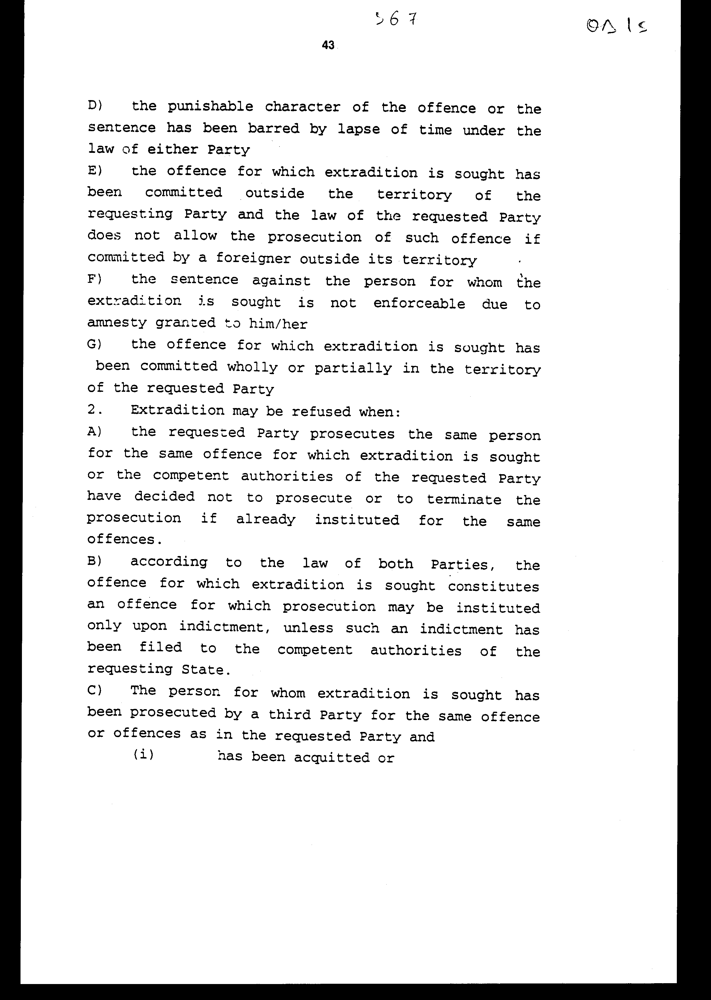 567
43
D) the punishable character of the offence or the
sentence has been barred by lapse of time under the
law of either Party
E) the offence for which extradition is sought has
been committed outside the territory of the
requesting Party and the law of the requested Party
does not allow the prosecution of such offence if
committed by a foreigner outside its territory
F) the sentence against the person for whom the
extradition is sought is not enforceable due to
amnesty granted to him/her
G) the offence for which extradition is sought has
been committed wholly or partially in the territory
of the requested Party
2. Extradition may be refused when:
A) the requested Party prosecutes the same person
for the same offence for which extradition is sought
or the competent authorities of the requested Party
have decided not to prosecute or to terminate the
prosecution if already instituted for the same
offences.
B) according to the law of both Parties, the
offence for which extradition is sought constitutes
an offence for which prosecution may be instituted
only upon indictment, unless such an indictment has
been filed to the competent authorities of the
requesting State.
C) The person for whom extradition is sought has
been prosecuted by a third Party for the same offence
or offences as in the requested Party and
(i) has been acquitted or